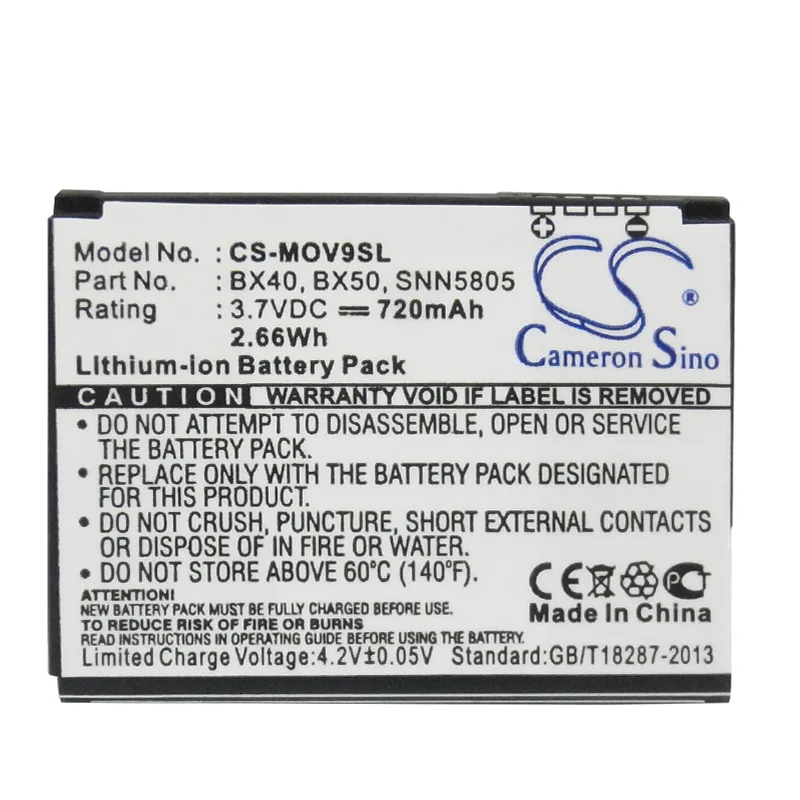 Model No. : CS-MOV9SL
Part No. : BX40, BX50, SNN5805
Rating : 3.7VDC ⎓ 720mAh
2.66Wh
Lithium-ion Battery Pack
Cameron Sino ®
CAUTION WARRANTY VOID IF LABEL IS REMOVED
• DO NOT ATTEMPT TO DISASSEMBLE, OPEN OR SERVICE
THE BATTERY PACK.
• REPLACE ONLY WITH THE BATTERY PACK DESIGNATED
FOR THIS PRODUCT.
• DO NOT CRUSH, PUNCTURE, SHORT EXTERNAL CONTACTS
OR DISPOSE OF IN FIRE OR WATER.
• DO NOT STORE ABOVE 60°C (140°F).
CE PCT
Made In China
ATTENTION:
NEW BATTERY PACK MUST BE FULLY CHARGED BEFORE USE.
TO REDUCE RISK OF FIRE OR BURNS
READ INSTRUCTIONS IN OPERATING GUIDE BEFORE USE.
Limited Charge Voltage:4.2V±0.05V Standard:GB/T18287-2013